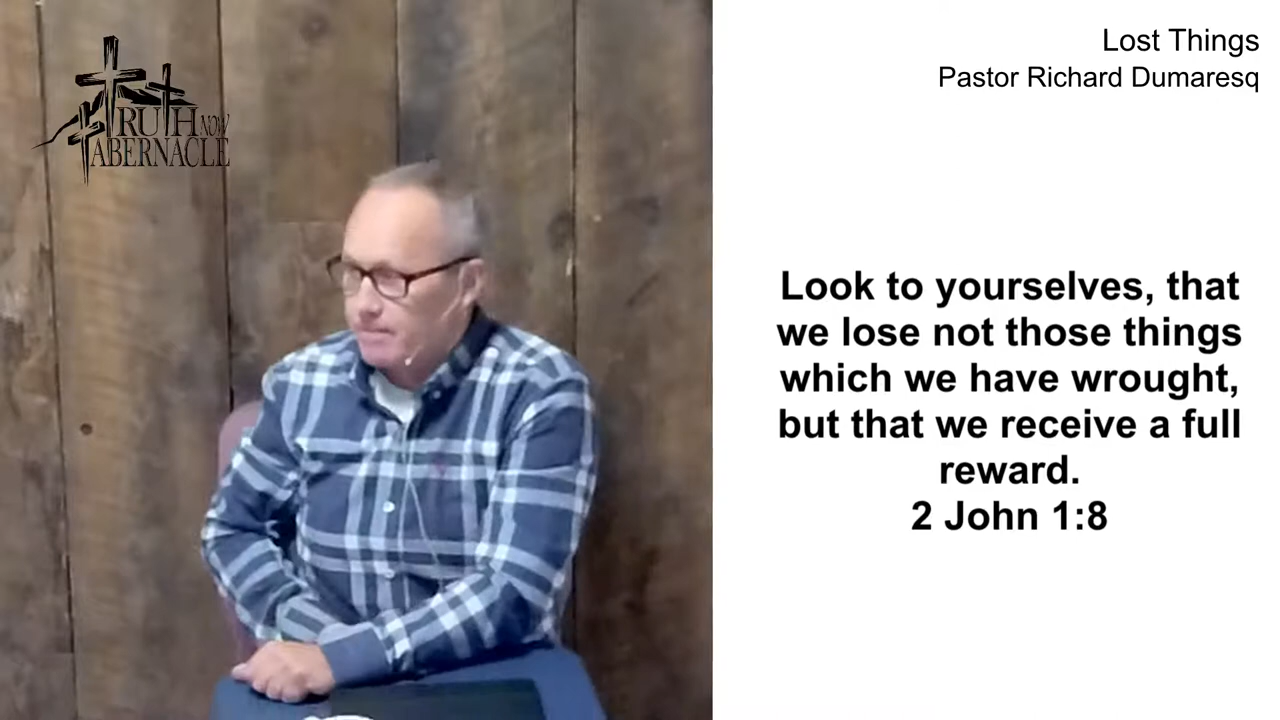 TRUTH NOW
TABERNACLE
Lost Things
Pastor Richard Dumaresq
Look to yourselves, that
we lose not those things
which we have wrought,
but that we receive a full
reward.
2 John 1:8